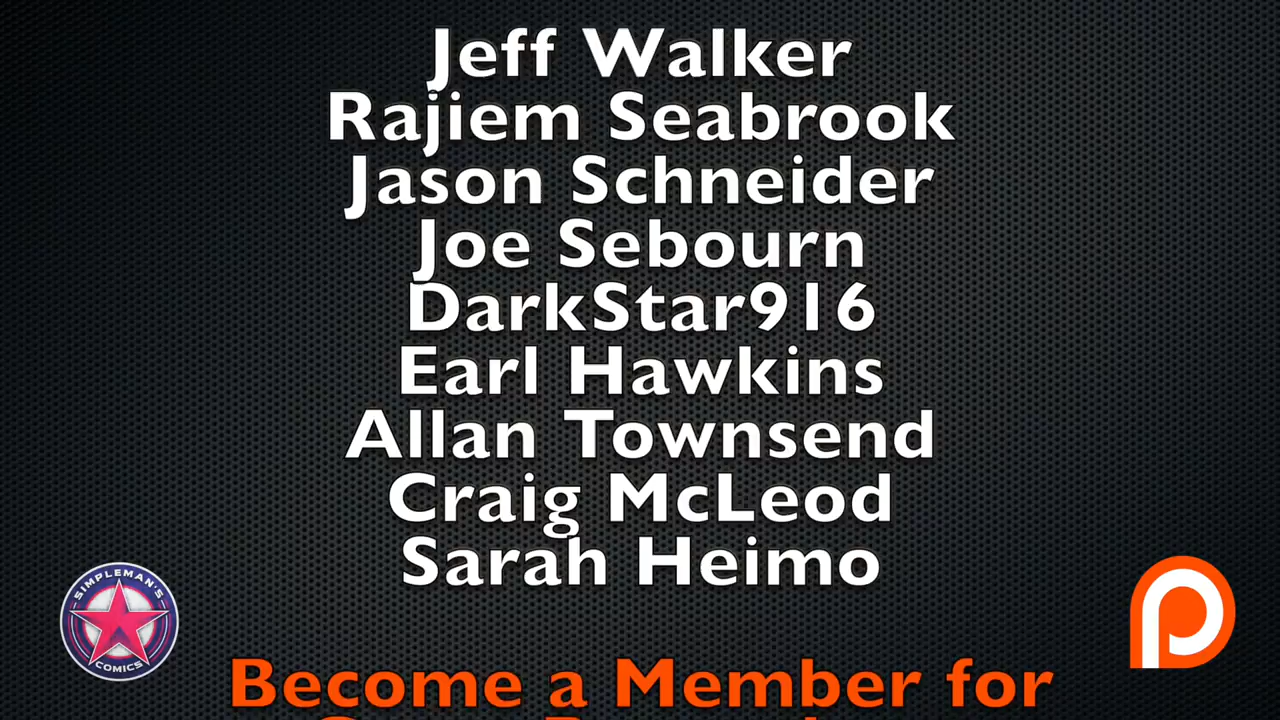 Jeff Walker
Rajiem Seabrook
Jason Schneider
Joe Sebourn
DarkStar916
Earl Hawkins
Allan Townsend
Craig McLeod
Sarah Heimo
SIMPLEMAN'S
COMICS
Become a Member for